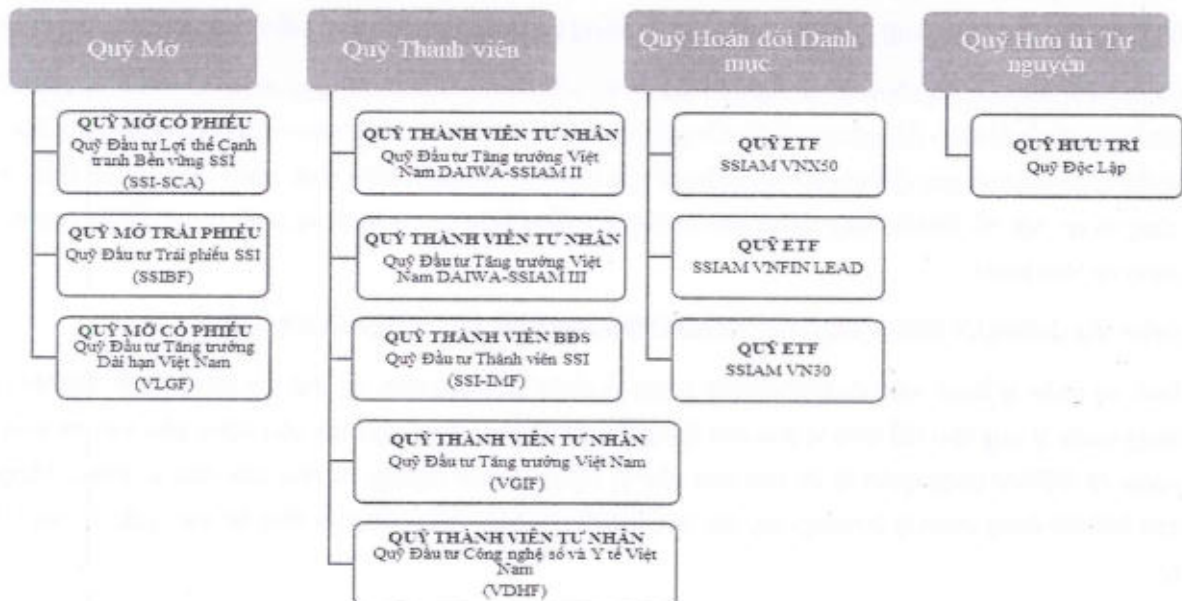 Quỹ Mở
QUỸ MỞ CỔ PHIẾU
Quỹ Đầu tư Lợi thế Cạnh
tranh Bền vững SSI
(SSI-SCA)
QUỸ MỞ TRÁI PHIẾU
Quỹ Đầu tư Trái phiếu SSI
(SSIBF)
QUỸ MỞ CỔ PHIẾU
Quỹ Đầu tư Tăng trưởng
Dài hạn Việt Nam
(VLGF)
Quỹ Thành viên
QUỸ THÀNH VIÊN TƯ NHÂN
Quỹ Đầu tư Tăng trưởng Việt
Nam DAIWA-SSIAM II
QUỸ THÀNH VIÊN TƯ NHÂN
Quỹ Đầu tư Tăng trưởng Việt
Nam DAIWA-SSIAM III
QUỸ THÀNH VIÊN BĐS
Quỹ Đầu tư Thành viên SSI
(SSI-IMF)
QUỸ THÀNH VIÊN TƯ NHÂN
Quỹ Đầu tư Tăng trưởng Việt Nam
(VGIF)
QUỸ THÀNH VIÊN TƯ NHÂN
Quỹ Đầu tư Công nghệ số và Y tế Việt
Nam
(VDHF)
Quỹ Hoán đổi Danh
mục
QUỸ ETF
SSIAM VNX50
QUỸ ETF
SSIAM VNFIN LEAD
QUỸ ETF
SSIAM VN30
Quỹ Hưu trí Tự
nguyện
QUỸ HƯU TRÍ
Quỹ Độc Lập